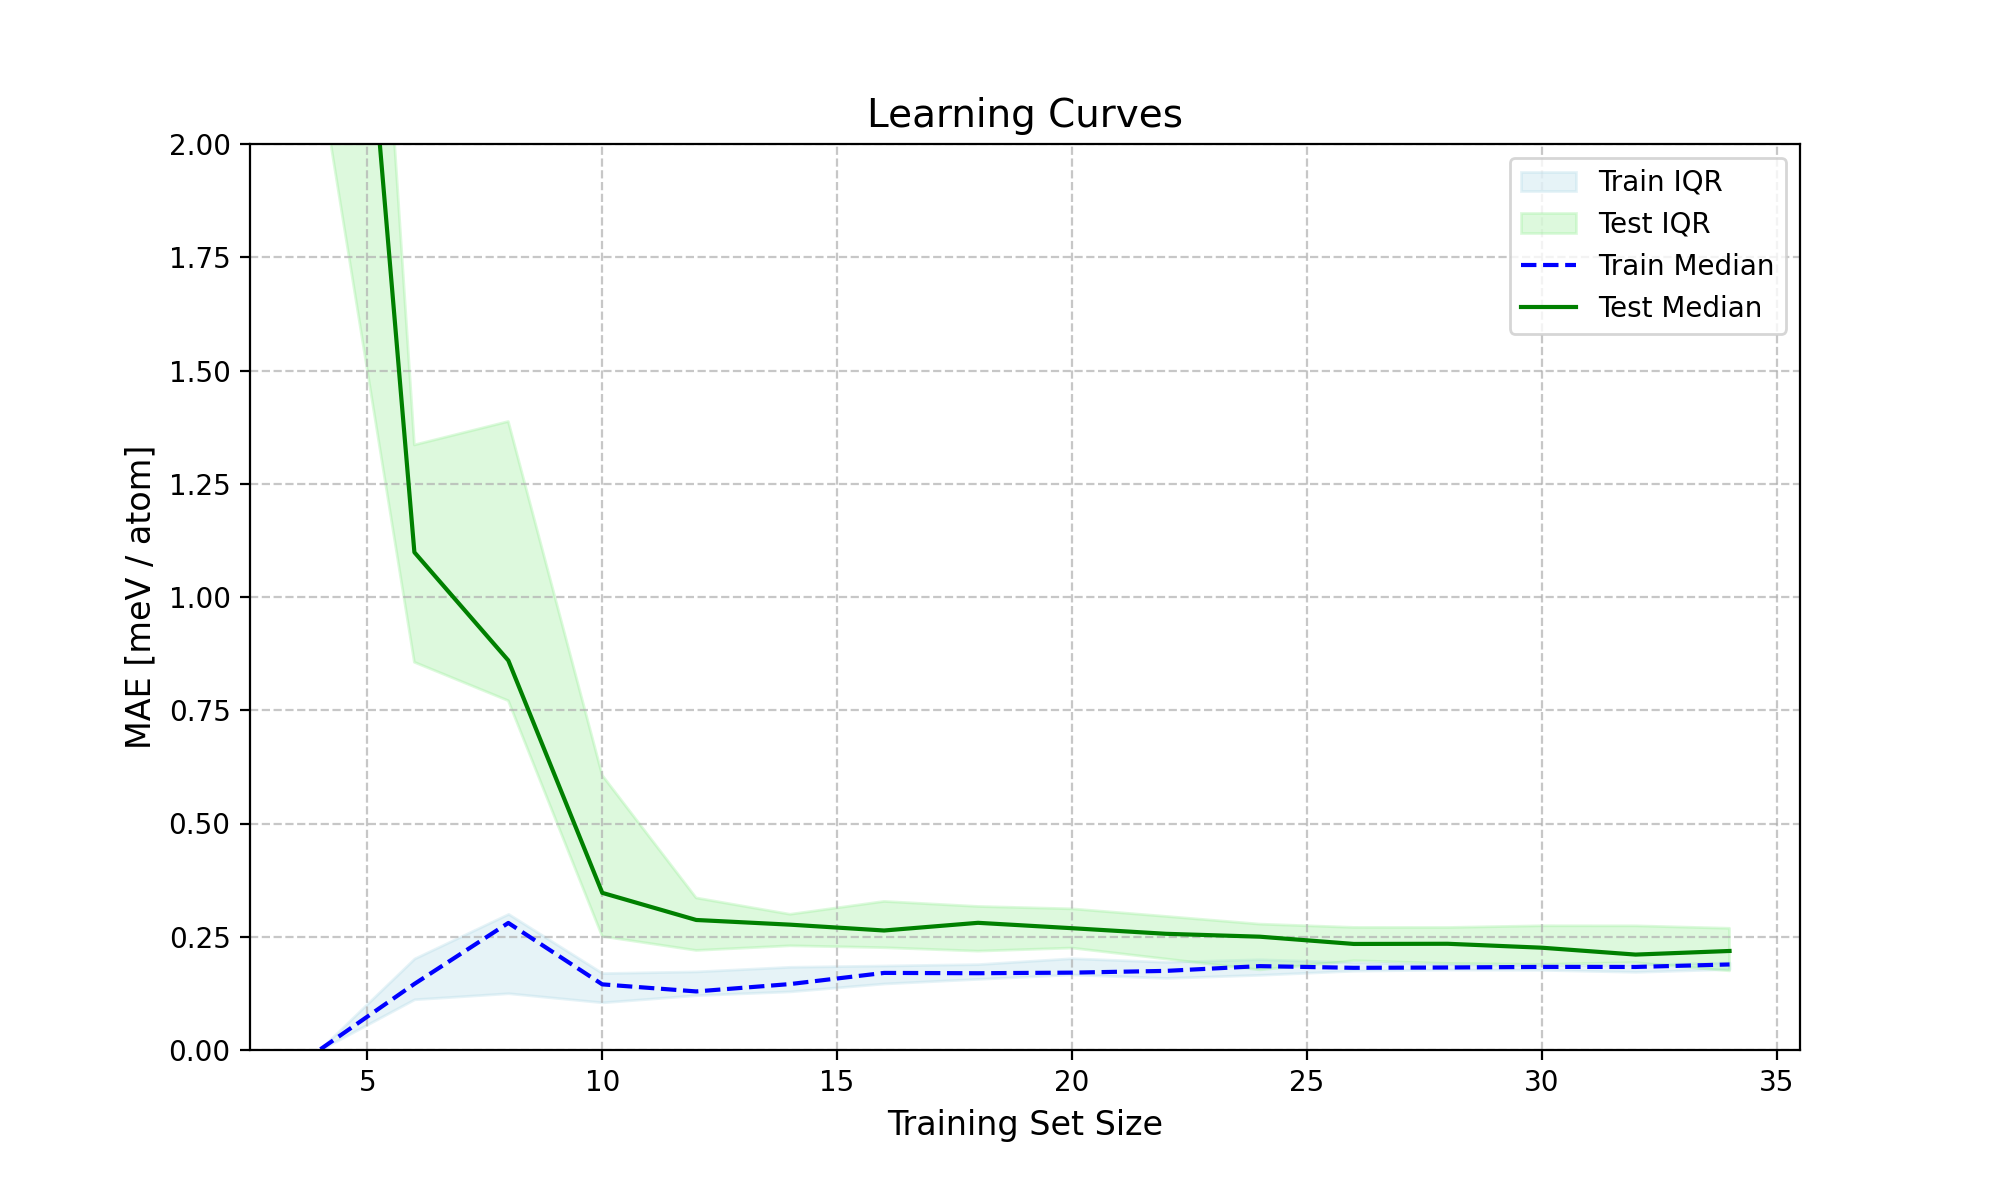 Learning Curves
2.00
1.75
1.50
1.25
1.00
0.75
0.50
0.25
0.00
MAE [meV / atom]
Train IQR
Test IQR
Train Median
Test Median
5 10 15 20 25 30 35
Training Set Size